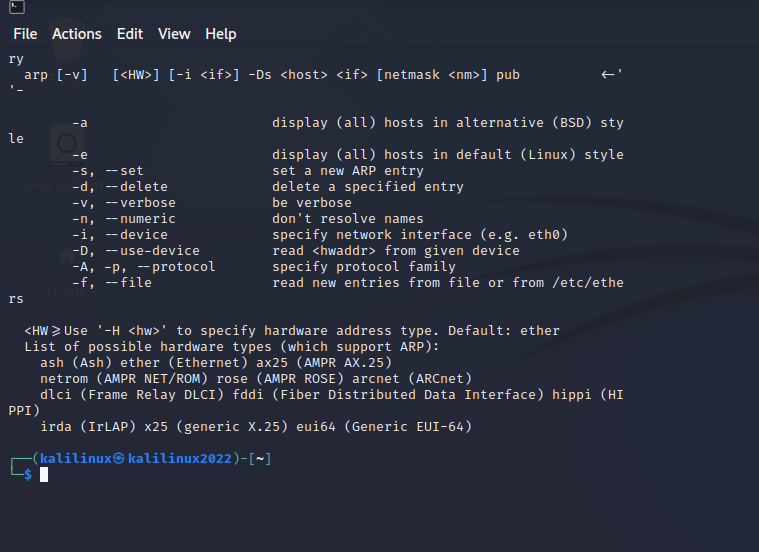 File Actions Edit View Help
ry
  arp [-v]   [<HW>] [-i <if>] -Ds <host> <if> [netmask <nm>] pub          <-'
'-
        -a                       display (all) hosts in alternative (BSD) sty
le
        -e                       display (all) hosts in default (Linux) style
        -s, --set                set a new ARP entry
        -d, --delete             delete a specified entry
        -v, --verbose            be verbose
        -n, --numeric            don't resolve names
        -i, --device             specify network interface (e.g. eth0)
        -D, --use-device         read <hwaddr> from given device
        -A, -p, --protocol       specify protocol family
        -f, --file               read new entries from file or from /etc/ethe
rs
  <HW>=Use '-H <hw>' to specify hardware address type. Default: ether
  List of possible hardware types (which support ARP):
    ash (Ash) ether (Ethernet) ax25 (AMPR AX.25)
    netrom (AMPR NET/ROM) rose (AMPR ROSE) arcnet (ARCnet)
    dlci (Frame Relay DLCI) fddi (Fiber Distributed Data Interface) hippi (HI
PPI)
    irda (IrLAP) x25 (generic X.25) eui64 (Generic EUI-64)
┌──(kalilinux㉿kalilinux2022)-[~]
└─$
Home